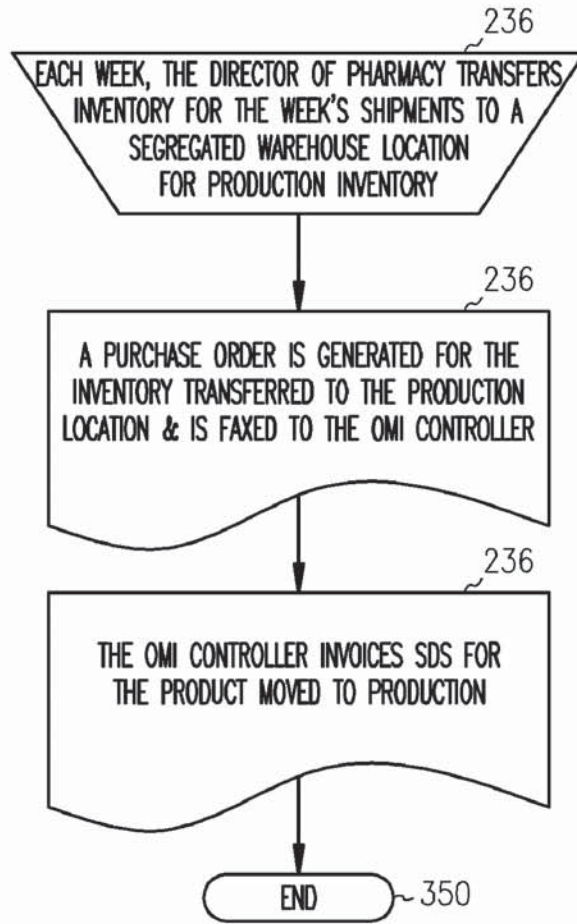 236
EACH WEEK, THE DIRECTOR OF PHARMACY TRANSFERS
INVENTORY FOR THE WEEK'S SHIPMENTS TO A
SEGREGATED WAREHOUSE LOCATION
FOR PRODUCTION INVENTORY
236
A PURCHASE ORDER IS GENERATED FOR THE
INVENTORY TRANSFERRED TO THE PRODUCTION
LOCATION & IS FAXED TO THE OMI CONTROLLER
236
THE OMI CONTROLLER INVOICES SDS FOR
THE PRODUCT MOVED TO PRODUCTION
END 350